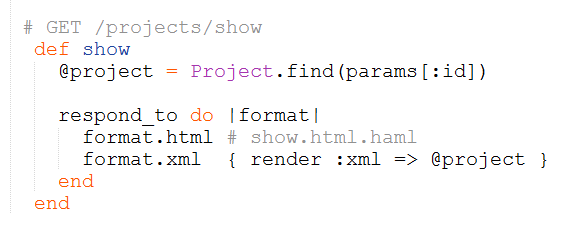 # GET /projects/show
def show
@project = Project.find(params[:id])
respond_to do |format|
format.html # show.html.haml
format.xml  { render :xml => @project }
end
end